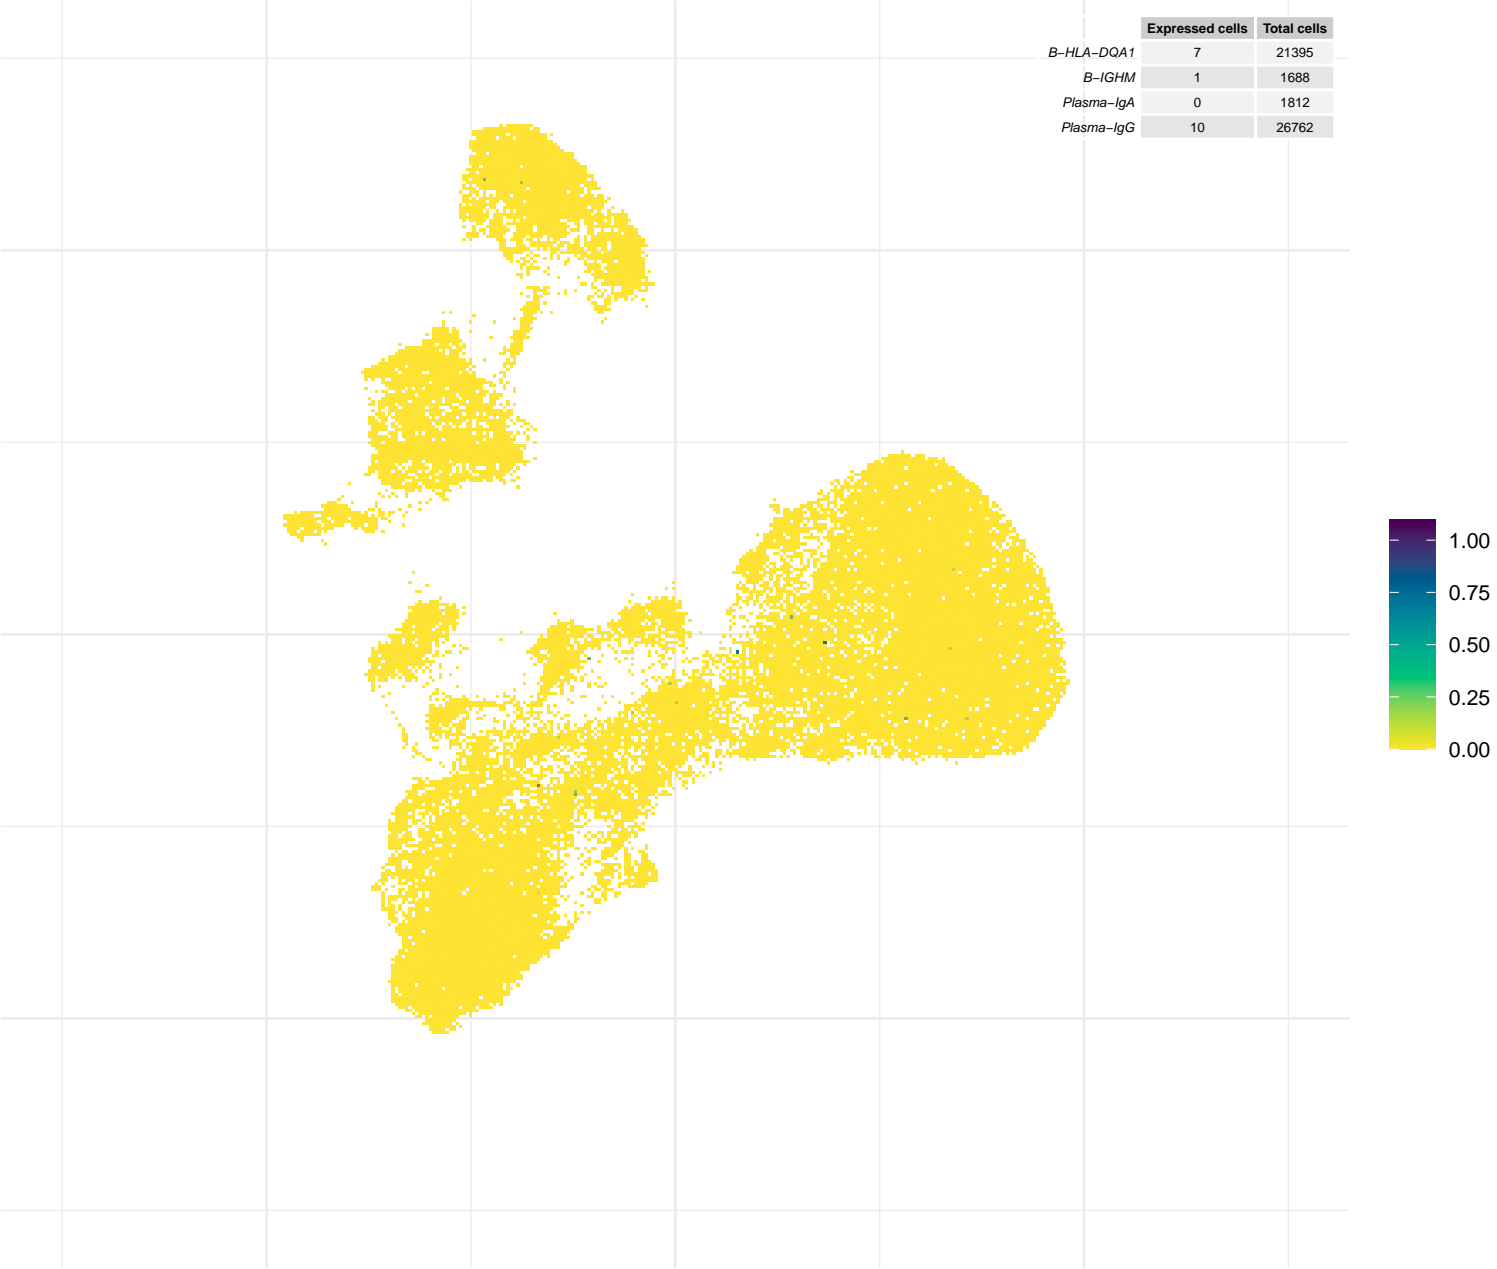 Expressed cells Total cells
B−HLA−DQA1 7 21395
B−IGHM 1 1688
Plasma−IgA 0 1812
Plasma−IgG 10 26762
1.00
0.75
0.50
0.25
0.00